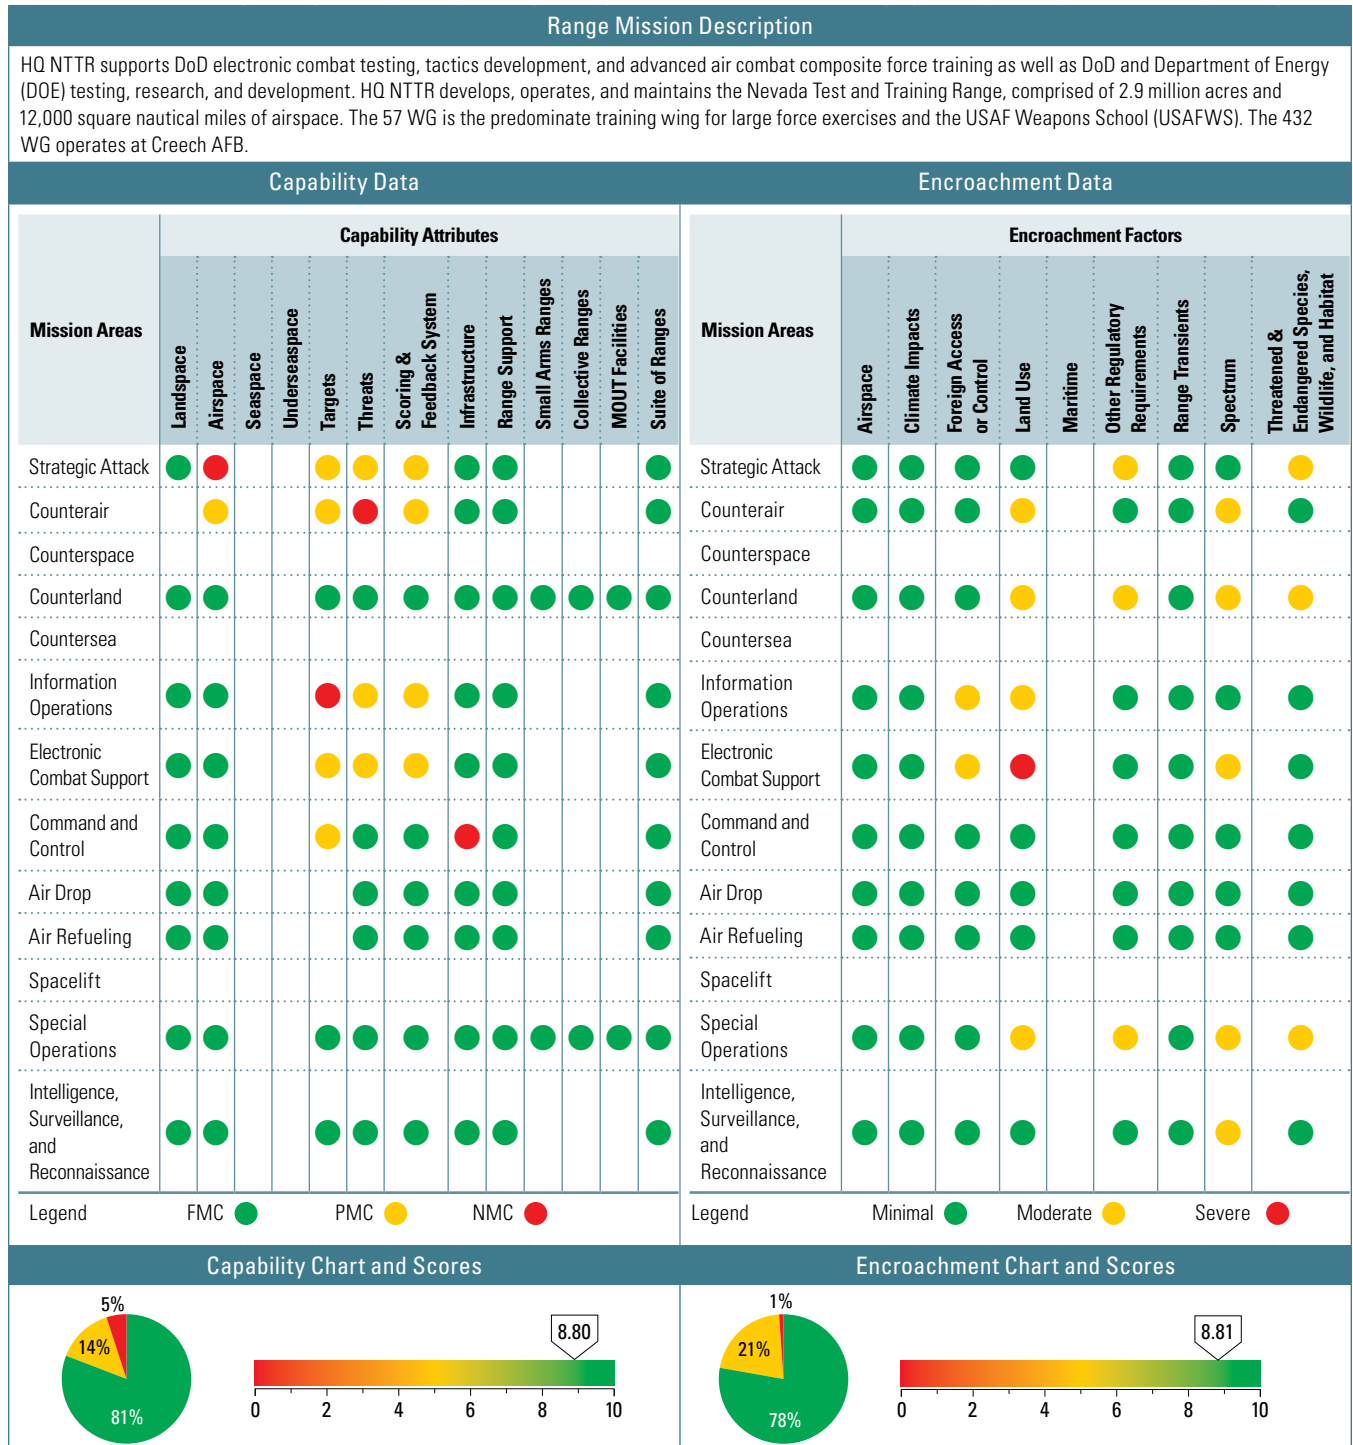 Range Mission Description
HQ NTTR supports DoD electronic combat testing, tactics development, and advanced air combat composite force training as well as DoD and Department of Energy
(DOE) testing, research, and development. HQ NTTR develops, operates, and maintains the Nevada Test and Training Range, comprised of 2.9 million acres and
12,000 square nautical miles of airspace. The 57 WG is the predominate training wing for large force exercises and the USAF Weapons School (USAFWS). The 432
WG operates at Creech AFB.
Capability Data
Mission Areas
Capability Attributes
Landspace
Airspace
Seaspace
Underseaspace
Targets
Threats
Scoring &
Feedback System
Infrastructure
Range Support
Small Arms Ranges
Collective Ranges
MOUT Facilities
Suite of Ranges
Strategic Attack
Counterair
Counterspace
Counterland
Countersea
Information
Operations
Electronic
Combat Support
Command and
Control
Air Drop
Air Refueling
Spacelift
Special
Operations
Intelligence,
Surveillance,
and
Reconnaissance
Legend
FMC
PMC
NMC
Encroachment Data
Mission Areas
Encroachment Factors
Airspace
Climate Impacts
Foreign Access
or Control
Land Use
Maritime
Other Regulatory
Requirements
Range Transients
Spectrum
Threatened &
Endangered Species,
Wildlife, and Habitat
Strategic Attack
Counterair
Counterspace
Counterland
Countersea
Information
Operations
Electronic
Combat Support
Command and
Control
Air Drop
Air Refueling
Spacelift
Special
Operations
Intelligence,
Surveillance,
and
Reconnaissance
Legend
Minimal
Moderate
Severe
Capability Chart and Scores
5%
14%
81%
8.80
0 2 4 6 8 10
Encroachment Chart and Scores
1%
21%
78%
8.81
0 2 4 6 8 10